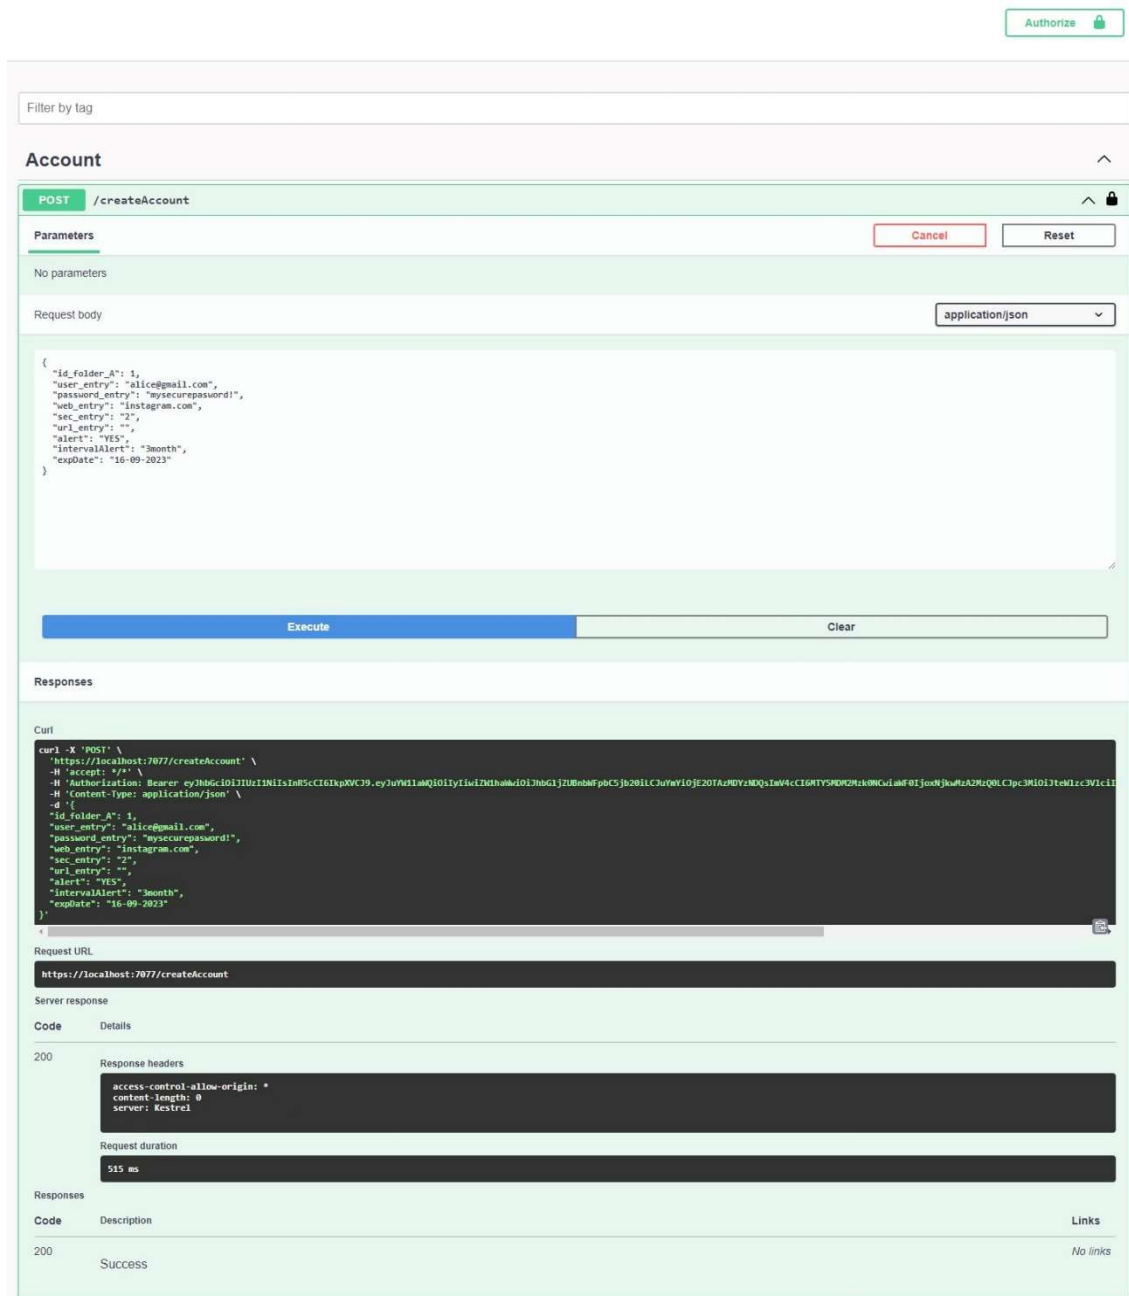 Authorize
Filter by tag
Account
POST /createAccount
Parameters
Cancel
Reset
No parameters
Request body
application/json
{
"id_folder_A": 1,
"user_entry": "alice@gmail.com",
"password_entry": "mysecurepasword!",
"web_entry": "instagram.com",
"sec_entry": "2",
"url_entry": "",
"alert": "YES",
"intervalAlert": "3month",
"expDate": "16-09-2023"
}
Execute
Clear
Responses
Curl
curl -X 'POST' \
'https://localhost:7077/createAccount' \
-H 'accept: */*' \
-H 'Authorization: Bearer
-H 'Content-Type: application/json' \
-d '{
"id_folder_A": 1,
"user_entry": "alice@gmail.com",
"password_entry": "mysecurepasword!",
"web_entry": "instagram.com",
"sec_entry": "2",
"url_entry": "",
"alert": "YES",
"intervalAlert": "3month",
"expDate": "16-09-2023"
}'
Request URL
https://localhost:7077/createAccount
Server response
Code Details
200
Response headers
access-control-allow-origin: *
content-length: 0
server: Kestrel
Request duration
515 ms
Responses
Code Description Links
200
Success
No links